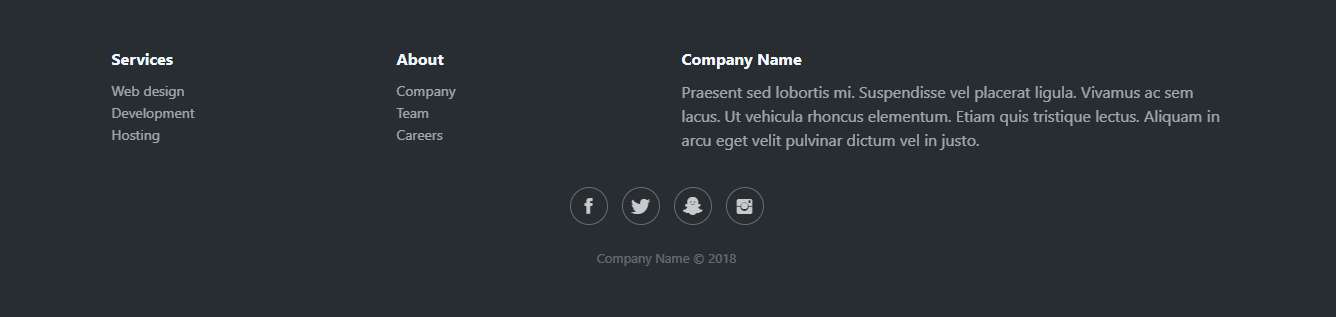 Services
Web design
Development
Hosting
About
Company
Team
Careers
Company Name
Praesent sed lobortis mi. Suspendisse vel placerat ligula. Vivamus ac sem
lacus. Ut vehicula rhoncus elementum. Etiam quis tristique lectus. Aliquam in
arcu eget velit pulvinar dictum vel in justo.
Company Name © 2018